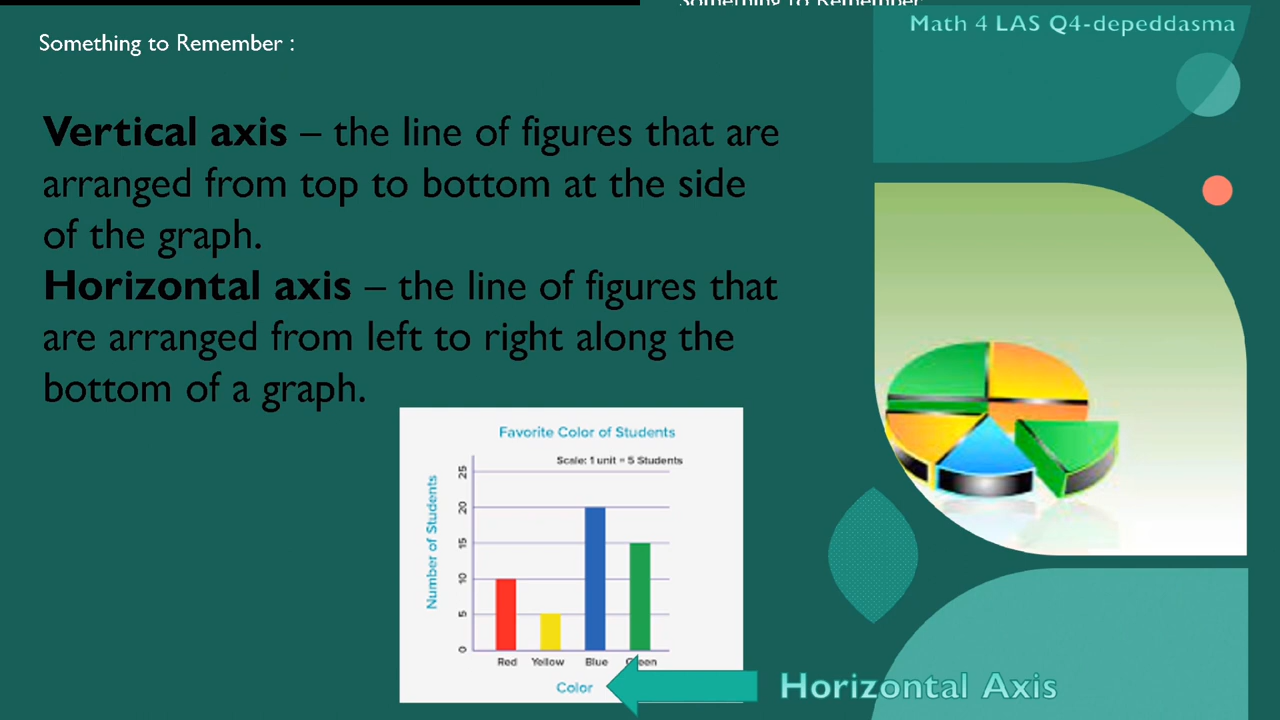 Something to Remember
Math 4 LAS Q4-depeddasma
Something to Remember :
Vertical axis – the line of figures that are
arranged from top to bottom at the side
of the graph.
Horizontal axis – the line of figures that
are arranged from left to right along the
bottom of a graph.
Favorite Color of Students
Scale: 1 unit = 5 Students
Number of Students
25
20
15
10
5
0
Red Yellow Blue Green
Color
Horizontal Axis